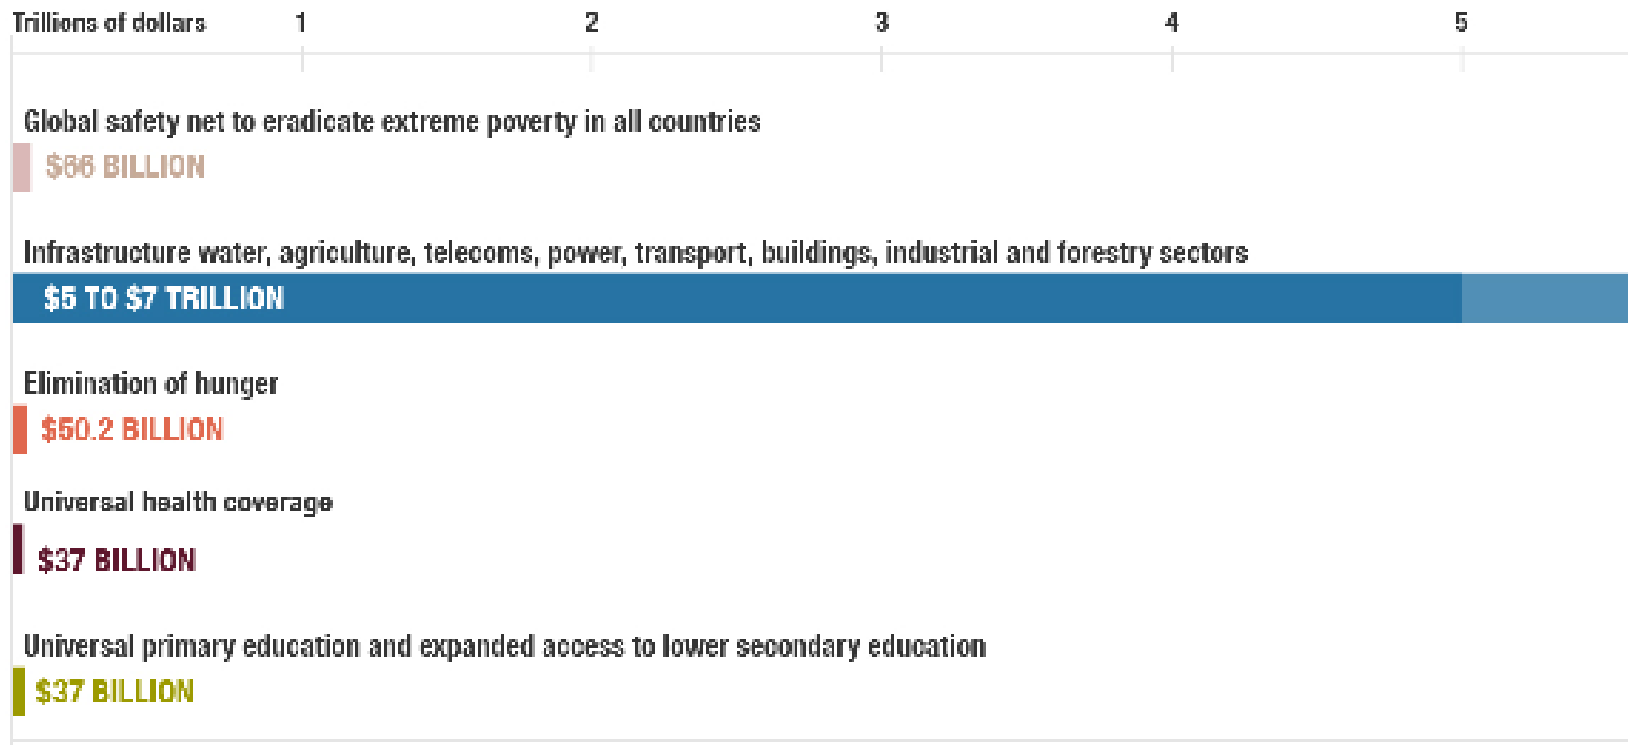 Trillions of dollars 1 2 3 4 5
Global safety net to eradicate extreme poverty in all countries
$66 BILLION
Infrastructure water, agriculture, telecoms, power, transport, buildings, industrial and forestry sectors
$5 TO $7 TRILLION
Elimination of hunger
$50.2 BILLION
Universal health coverage
$37 BILLION
Universal primary education and expanded access to lower secondary education
$37 BILLION